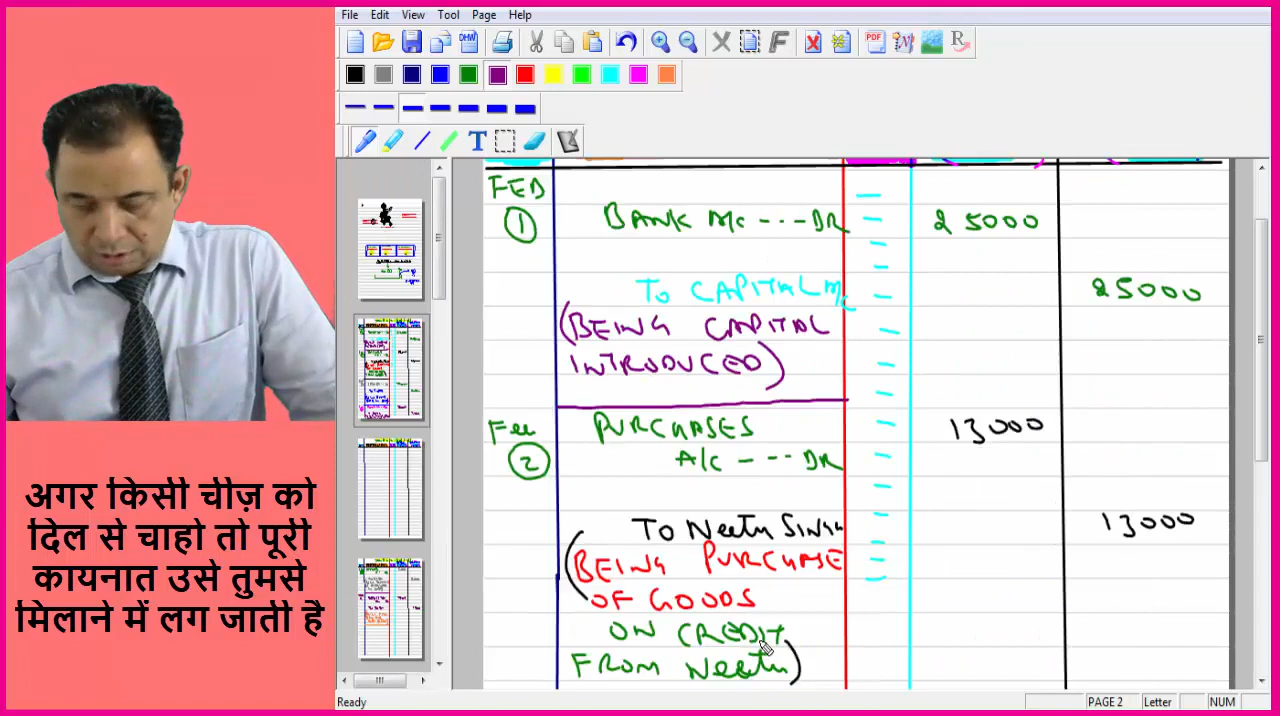 File Edit View Tool Page Help
PDF
FEB
① BANK A/c ---DR 25000
TO CAPITAL A/c 25000
(BEING CAPITAL
INTRODUCED)
② PURCHASES 13000
A/C ---DR
TO Neetu SINGH 13000
(BEING PURCHASE
OF GOODS
ON CREDIT
FROM Neetu)
अगर किसी चीज़ को
दिल से चाहो तो पूरी
कायनात उसे तुमसे
मिलाने में लग जाती है
Ready PAGE 2 Letter NUM